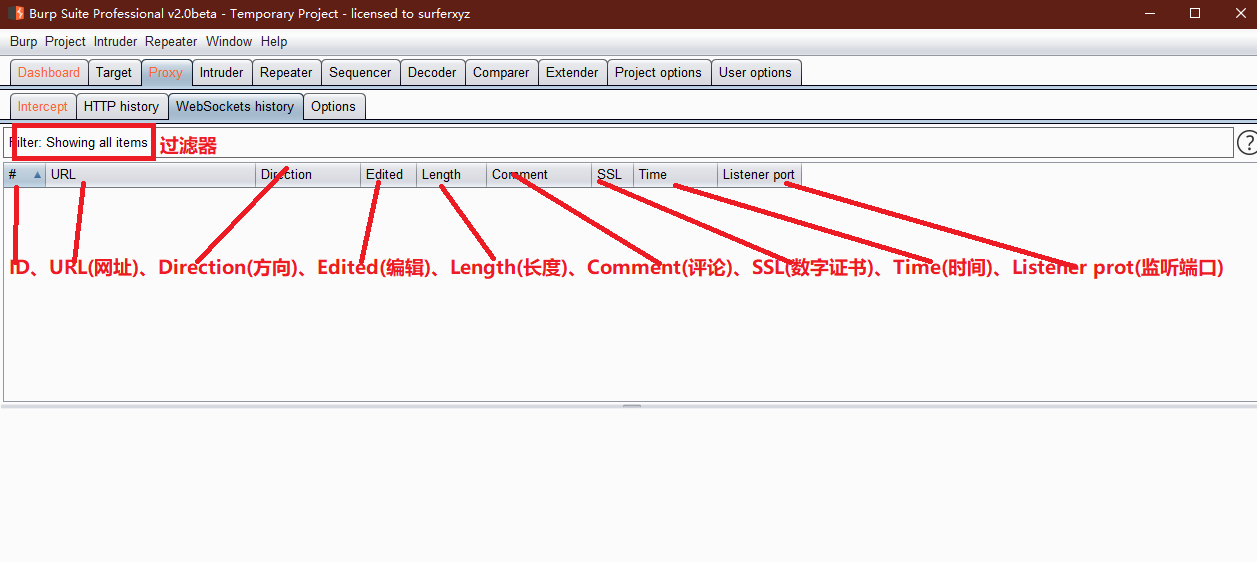 Burp Suite Professional v2.0beta - Temporary Project - licensed to surferxyz
Burp Project Intruder Repeater Window Help
Dashboard Target Proxy Intruder Repeater Sequencer Decoder Comparer Extender Project options User options
Intercept HTTP history WebSockets history Options
Filter: Showing all items 过滤器 ?
# URL Direction Edited Length Comment SSL Time Listener port
ID、URL(网址)、Direction(方向)、Edited(编辑)、Length(长度)、Comment(评论)、SSL(数字证书)、Time(时间)、Listener prot(监听端口)